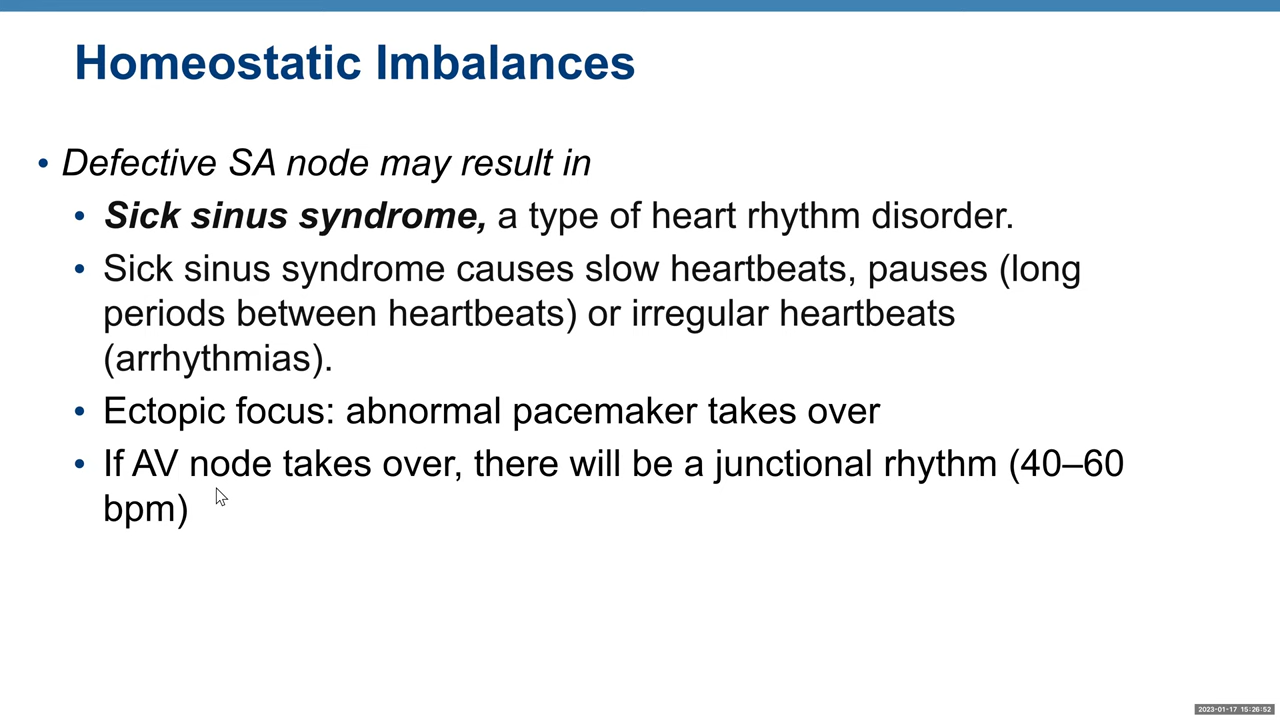 Homeostatic Imbalances
• Defective SA node may result in
• Sick sinus syndrome, a type of heart rhythm disorder.
• Sick sinus syndrome causes slow heartbeats, pauses (long
periods between heartbeats) or irregular heartbeats
(arrhythmias).
• Ectopic focus: abnormal pacemaker takes over
• If AV node takes over, there will be a junctional rhythm (40–60
bpm)
2023-01-17 15:26:52